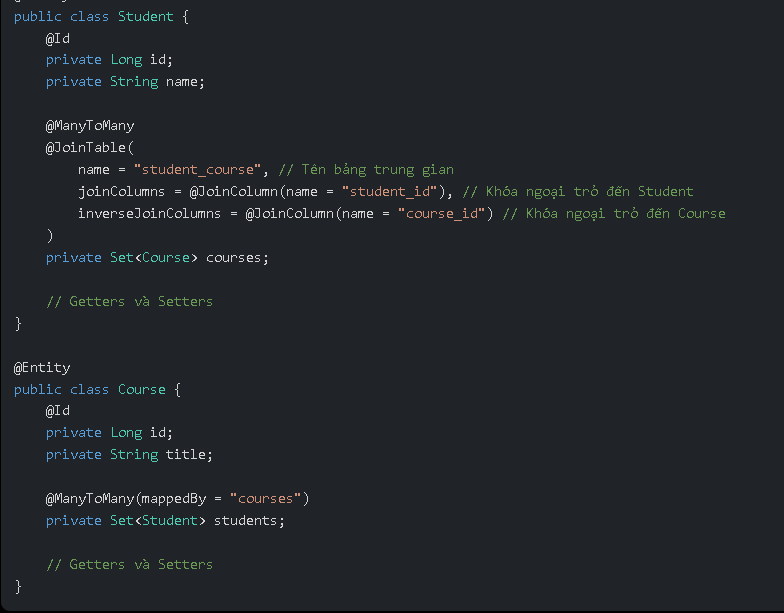 public class Student {
    @Id
    private Long id;
    private String name;

    @ManyToMany
    @JoinTable(
        name = "student_course", // Tên bảng trung gian
        joinColumns = @JoinColumn(name = "student_id"), // Khóa ngoại trỏ đến Student
        inverseJoinColumns = @JoinColumn(name = "course_id") // Khóa ngoại trỏ đến Course
    )
    private Set<Course> courses;

    // Getters và Setters
}

@Entity
public class Course {
    @Id
    private Long id;
    private String title;

    @ManyToMany(mappedBy = "courses")
    private Set<Student> students;

    // Getters và Setters
}